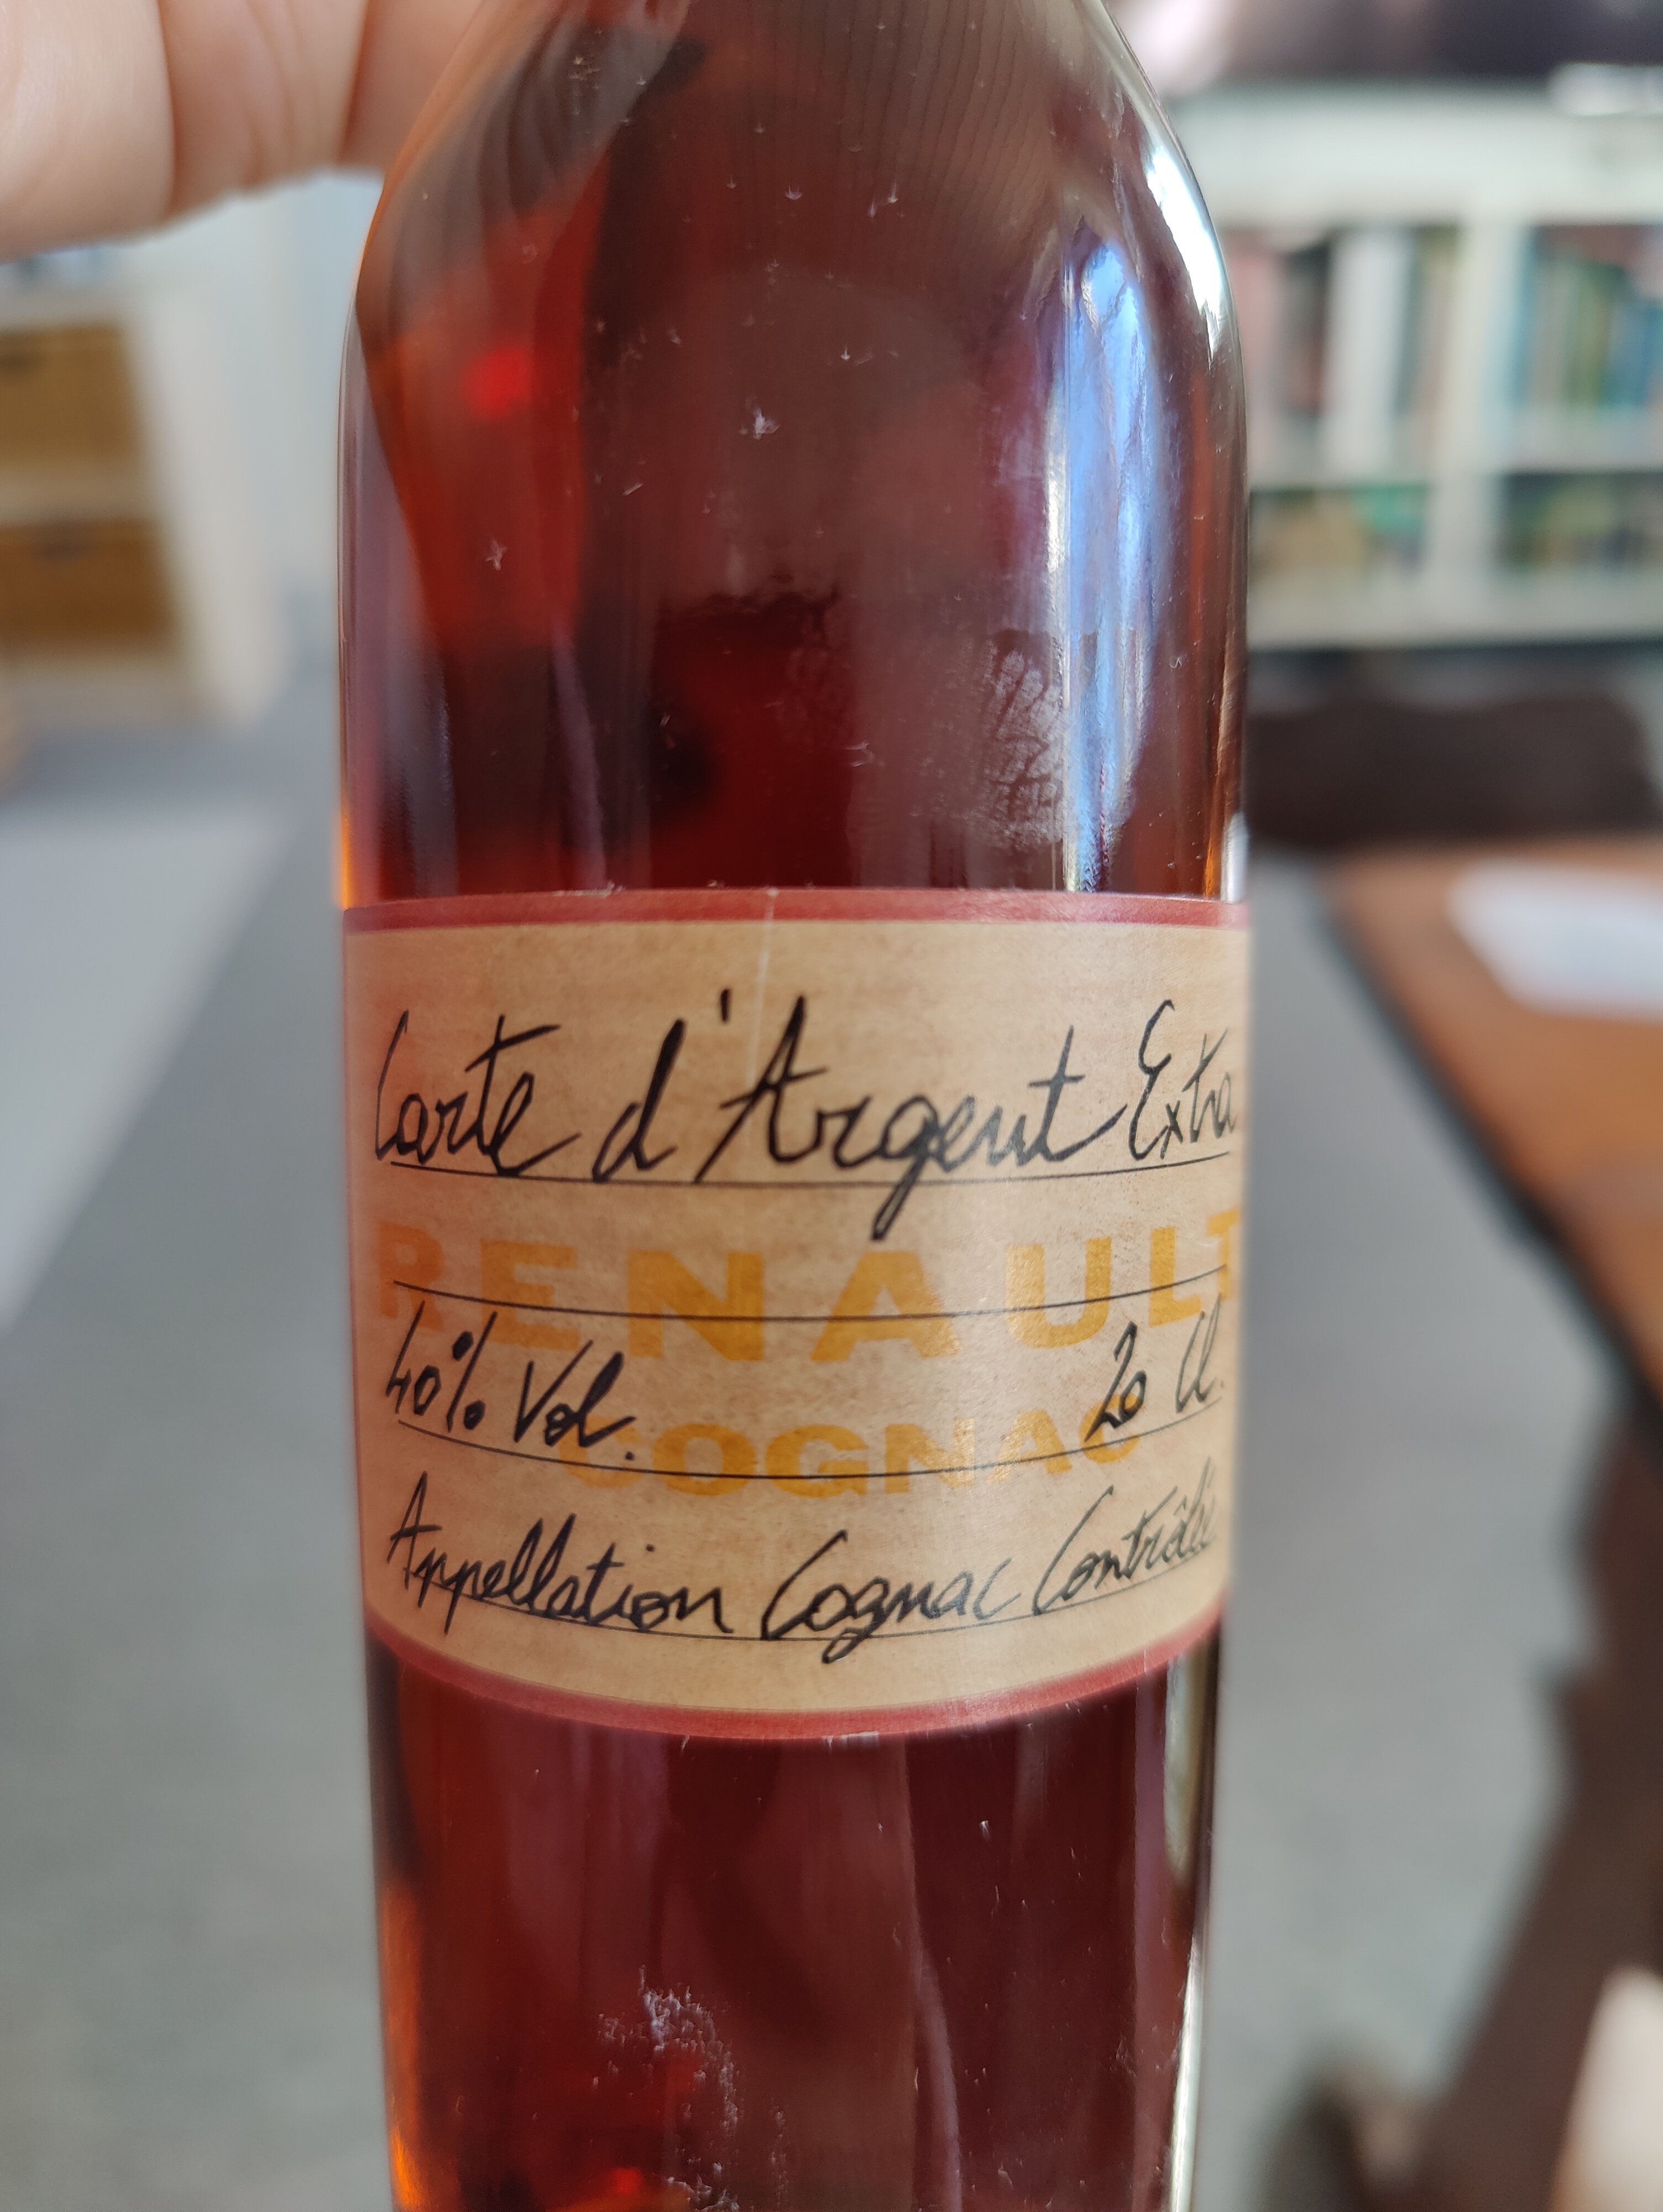 Carte d'Argent Extra
RENAULT
40% Vol. 20 Cl.
COGNAC
Appellation Cognac Contrôlée